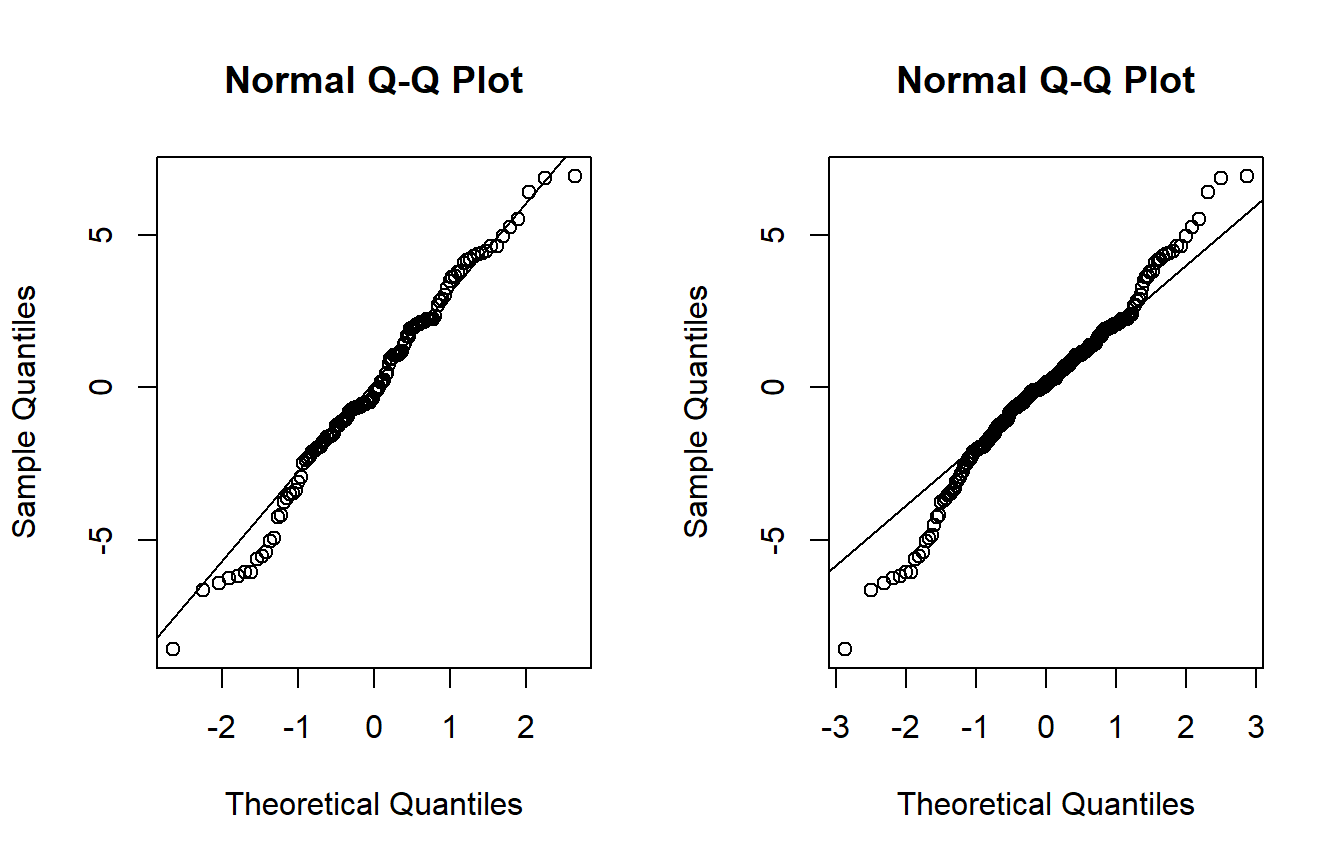 Normal Q-Q Plot
Sample Quantiles
5
0
-5
-2 -1 0 1 2
Theoretical Quantiles
Normal Q-Q Plot
Sample Quantiles
5
0
-5
-3 -2 -1 0 1 2 3
Theoretical Quantiles